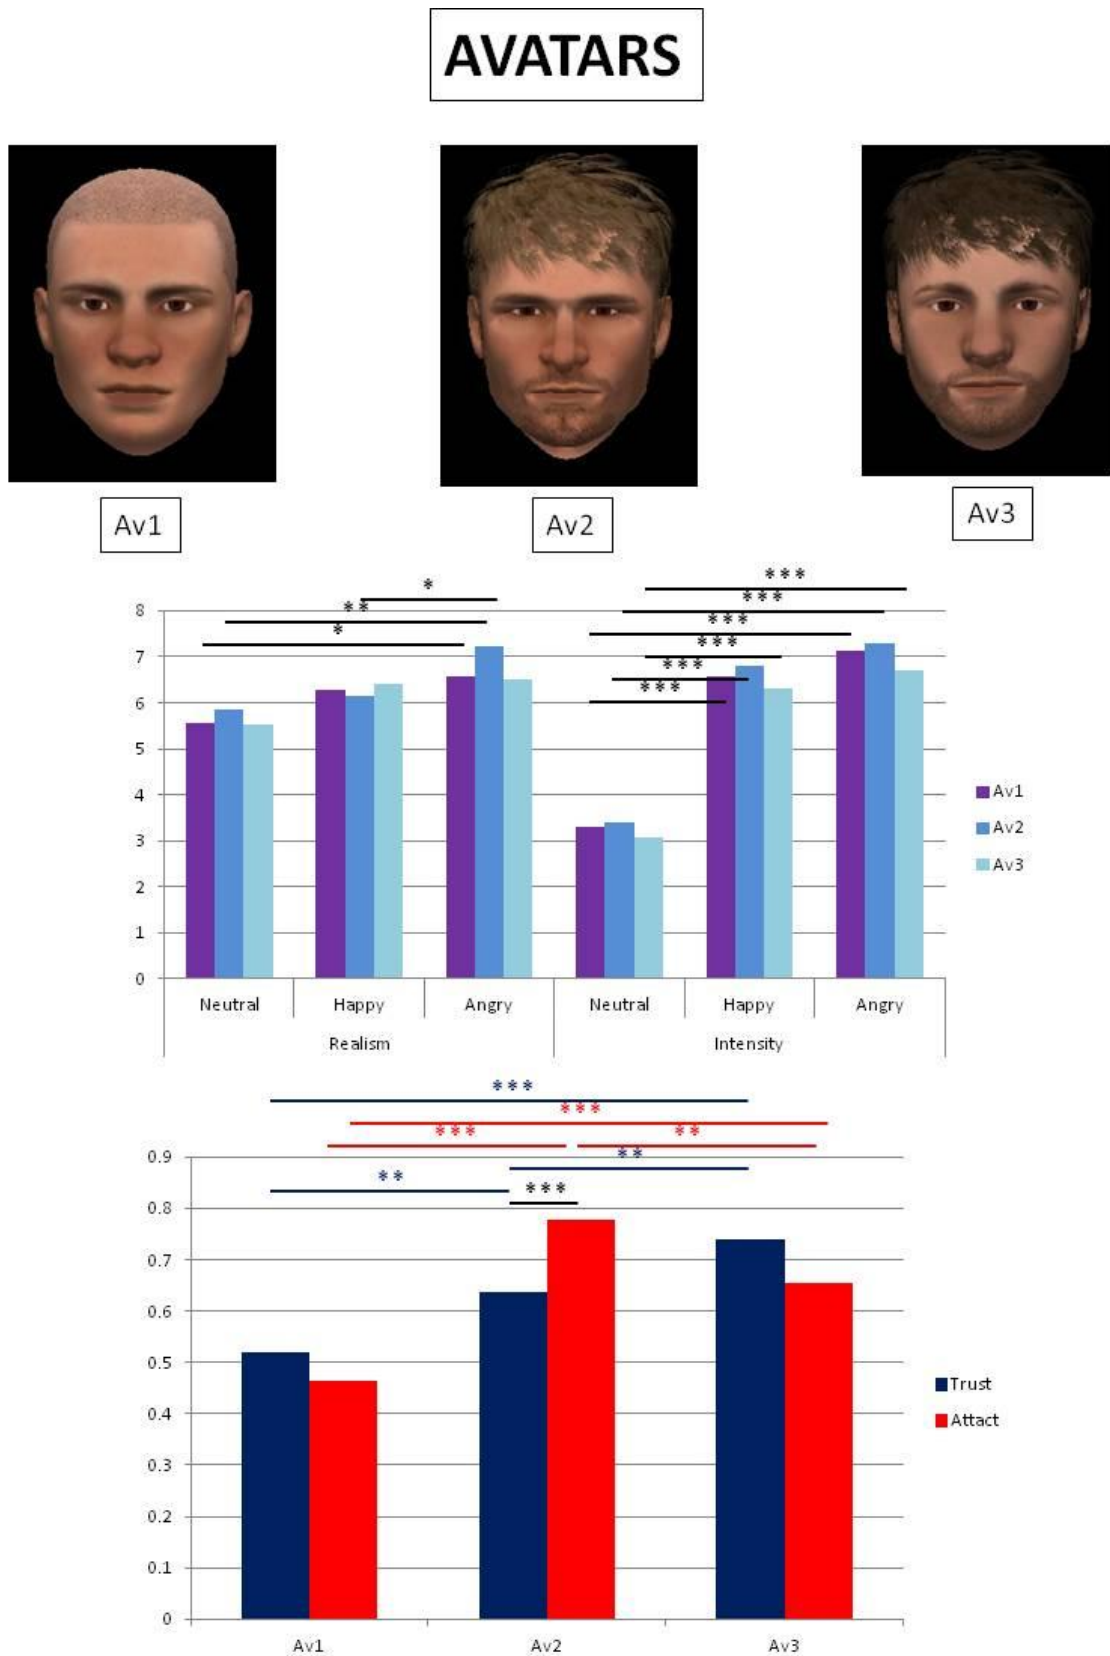 AVATARS
Av1
Av2
Av3
***
*
***
**
***
*
***
***
***
8
7
6
5
4
3
2
1
0
Av1
Av2
Av3
Neutral Happy Angry Neutral Happy Angry
Realism Intensity
***
***
*** **
**
** ***
0.9
0.8
0.7
0.6
0.5
0.4
0.3
0.2
0.1
0
Trust
Attact
Av1 Av2 Av3